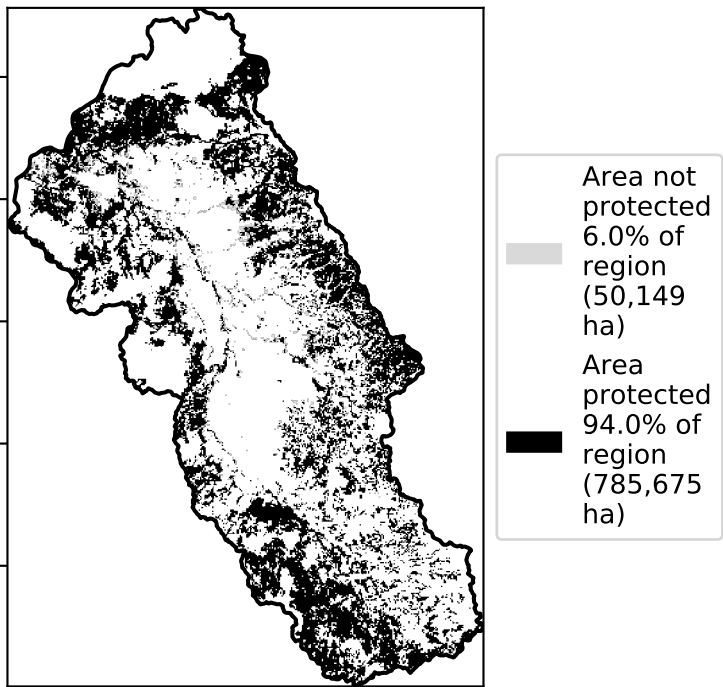 Area not
protected
6.0% of
region
(50,149
ha)
Area
protected
94.0% of
region
(785,675
ha)